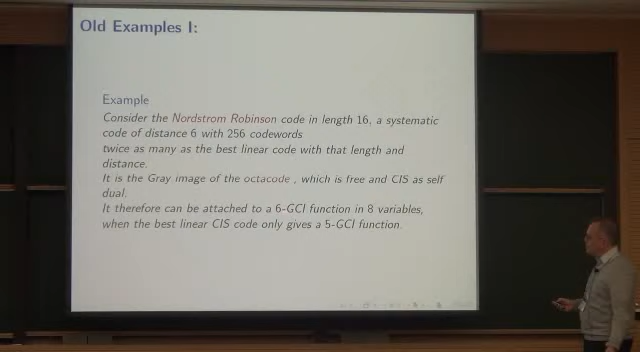 Old Examples I:
Example
Consider the Nordstrom Robinson code in length 16, a systematic
code of distance 6 with 256 codewords
twice as many as the best linear code with that length and
distance.
It is the Gray image of the octacode , which is free and CIS as self
dual.
It therefore can be attached to a 6-GCI function in 8 variables,
when the best linear CIS code only gives a 5-GCI function.